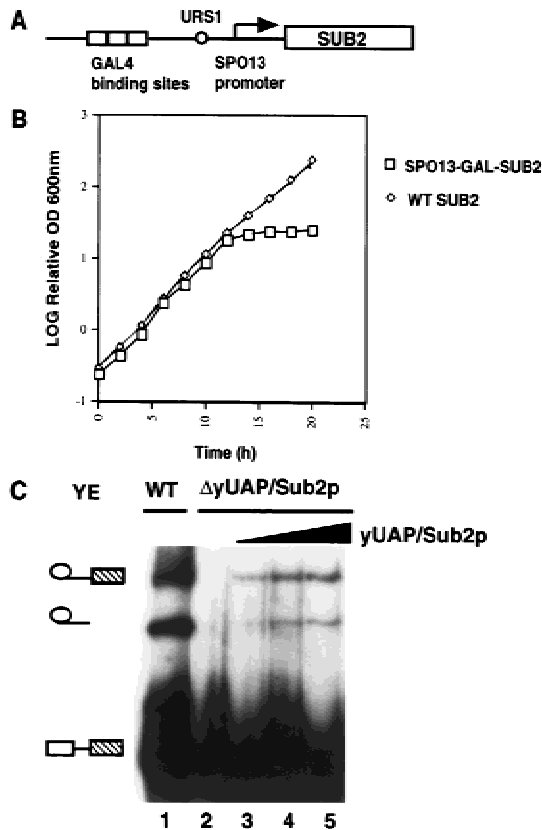 A
URS1
SUB2
GAL4
binding sites
SPO13
promoter
B
LOG Relative OD 600nm
3
2
1
0
-1
0
5
10
15
20
25
Time (h)
SPO13-GAL-SUB2
WT SUB2
C
YE
WT
ΔyUAP/Sub2p
yUAP/Sub2p
1 2 3 4 5